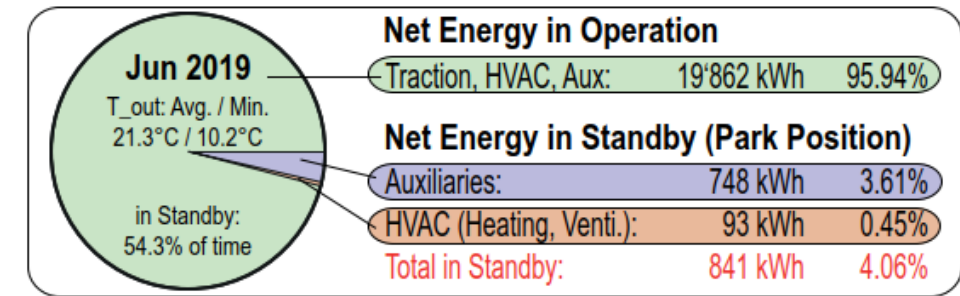 Jun 2019
T_out: Avg. / Min.
21.3°C / 10.2°C
in Standby:
54.3% of time
Net Energy in Operation
Traction, HVAC, Aux: 19‘862 kWh 95.94%
Net Energy in Standby (Park Position)
Auxiliaries: 748 kWh 3.61%
HVAC (Heating, Venti.): 93 kWh 0.45%
Total in Standby: 841 kWh 4.06%